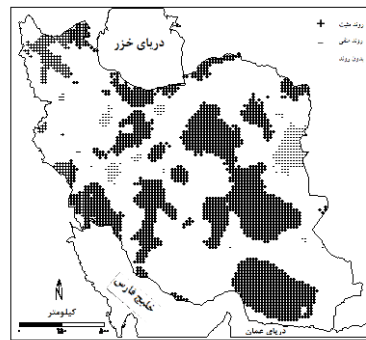 دریای خزر
+ روند مثبت
- روند منفی
بدون روند
N
کیلومتر
خلیج فارس
دریای عمان